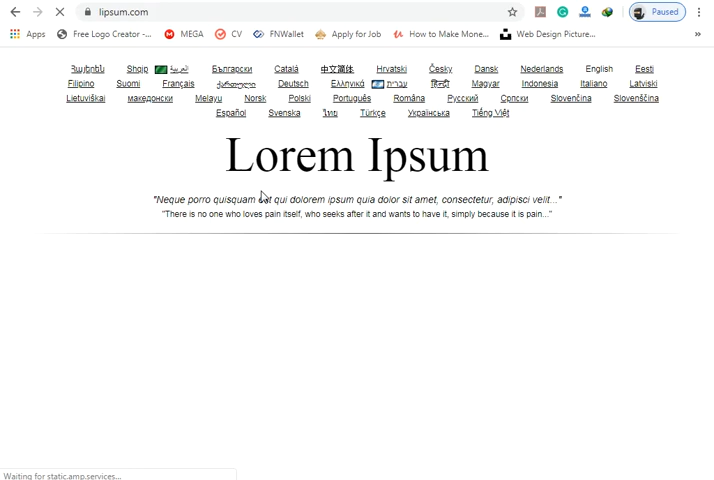 lipsum.com Paused
Apps Free Logo Creator -... MEGA CV FNWallet Apply for Job How to Make Mone... Web Design Picture... »
Հայերեն Shqip العربية Български Català 中文简体 Hrvatski Česky Dansk Nederlands English Eesti
Filipino Suomi Français ქართული Deutsch Ελληνικά עברית हिन्दी Magyar Indonesia Italiano Latviski
Lietuviškai македонски Melayu Norsk Polski Português Româna Pyccкий Српски Slovenčina Slovenščina
Español Svenska ไทย Türkçe Українська Tiếng Việt
Lorem Ipsum
"Neque porro quisquam est qui dolorem ipsum quia dolor sit amet, consectetur, adipisci velit..."
"There is no one who loves pain itself, who seeks after it and wants to have it, simply because it is pain..."
Waiting for static.amp.services...